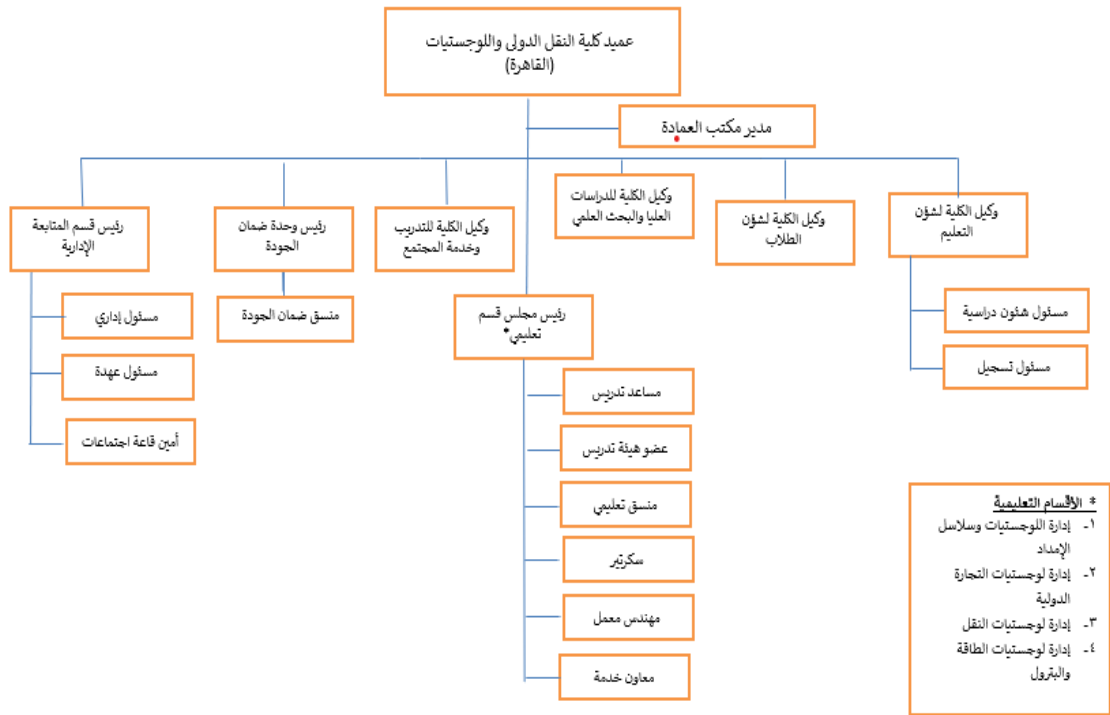 عميد كلية النقل الدولى واللوجستيات
(القاهرة)
مدير مكتب العمادة
وكيل الكلية لشؤن
التعليم
وكيل الكلية لشؤن
الطلاب
وكيل الكلية للدراسات
العليا والبحث العلمي
وكيل الكلية للتدريب
وخدمة المجتمع
رئيس وحدة ضمان
الجودة
رئيس قسم المتابعة
الإدارية
مسئول شئون دراسية
مسئول تسجيل
رئيس مجلس قسم
تعليمي*
منسق ضمان الجودة
مسئول إداري
مسئول عهدة
أمين قاعة اجتماعات
مساعد تدريس
عضو هيئة تدريس
منسق تعليمي
سكرتير
مهندس معمل
معاون خدمة
* الأقسام التعليمية
١- إدارة اللوجستيات وسلاسل
الإمداد
٢- إدارة لوجستيات التجارة
الدولية
٣- إدارة لوجستيات النقل
٤- إدارة لوجستيات الطاقة
والبترول